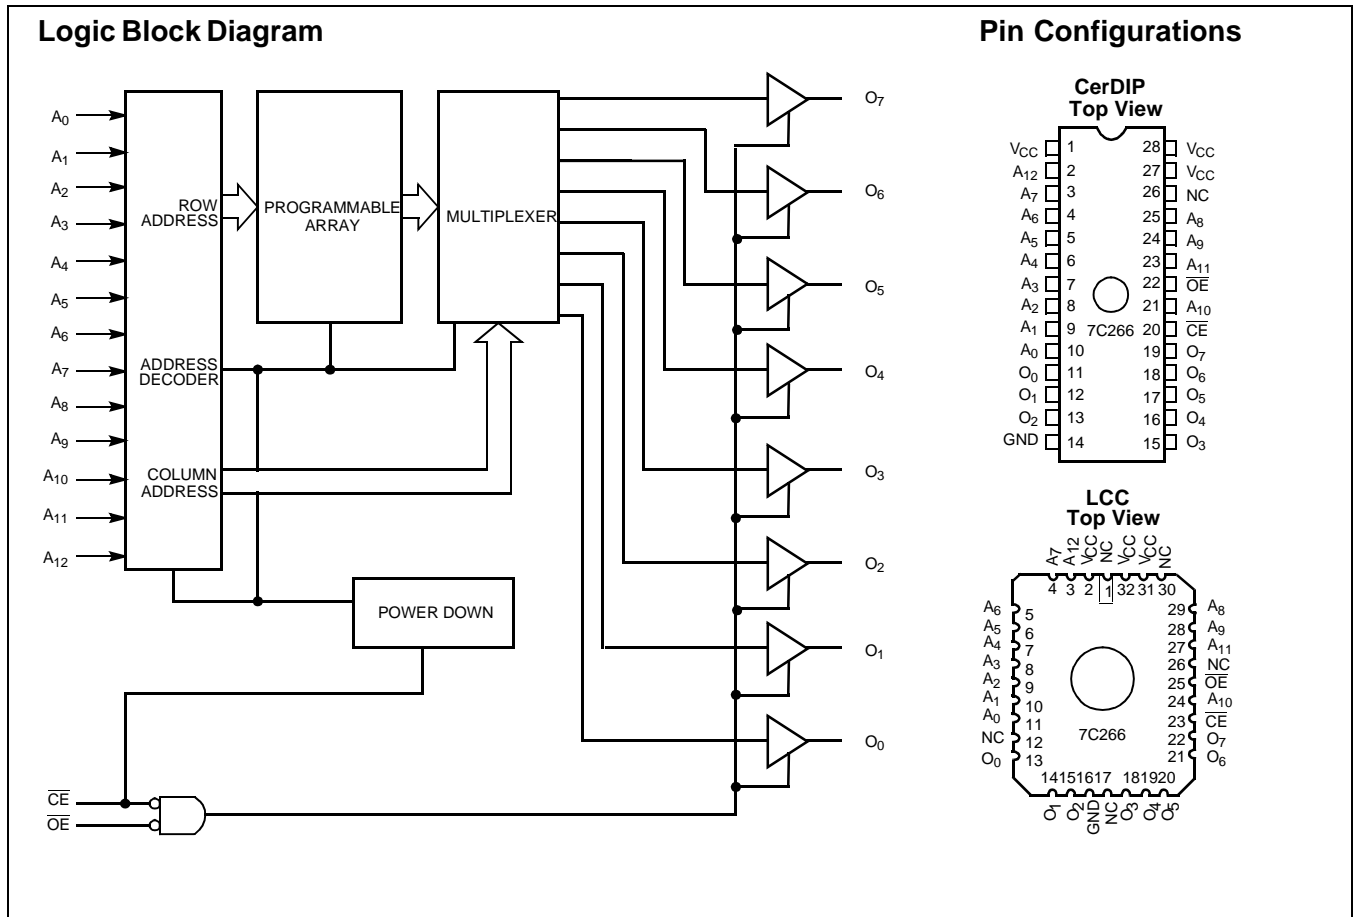 Logic Block Diagram
A0
A1
A2
A3
A4
A5
A6
A7
A8
A9
A10
A11
A12
ROW
ADDRESS
ADDRESS
DECODER
COLUMN
ADDRESS
PROGRAMMABLE
ARRAY
MULTIPLEXER
POWER DOWN
CE
OE
O7
O6
O5
O4
O3
O2
O1
O0
Pin Configurations
CerDIP
Top View
VCC 1 28 VCC
A12 2 27 VCC
A7 3 26 NC
A6 4 25 A8
A5 5 24 A9
A4 6 23 A11
A3 7 22 OE
A2 8 21 A10
A1 9 7C266 20 CE
A0 10 19 O7
O0 11 18 O6
O1 12 17 O5
O2 13 16 O4
GND 14 15 O3
LCC
Top View
A7 A12 VCC NC VCC VCC NC
4 3 2 1 32 31 30
A6 5 29 A8
A5 6 28 A9
A4 7 27 A11
A3 8 26 NC
A2 9 25 OE
A1 10 24 A10
A0 11 23 CE
NC 12 7C266 22 O7
O0 13 21 O6
14 15 16 17 18 19 20
O1 O2 GND NC O3 O4 O5